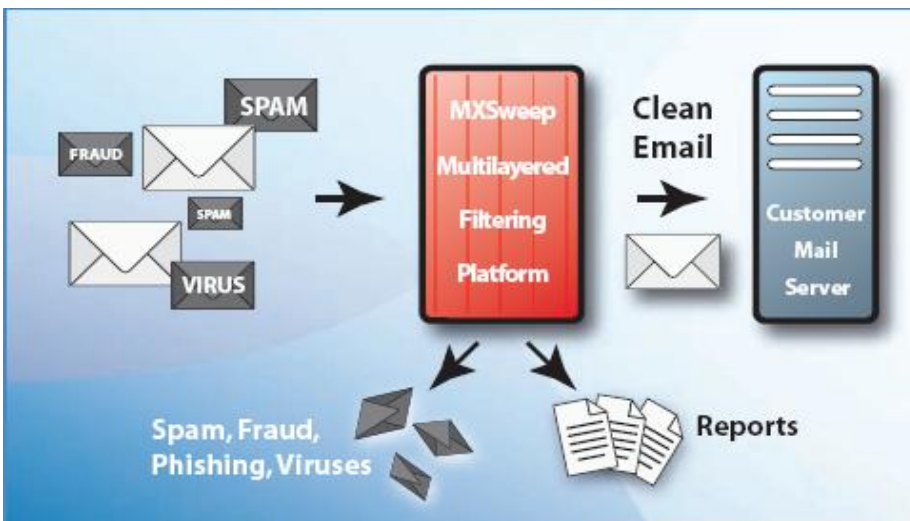 SPAM
FRAUD
SPAM
VIRUS
MXSweep
Multilayered
Filtering
Platform
Clean
Email
Customer
Mail
Server
Spam, Fraud,
Phishing, Viruses
Reports